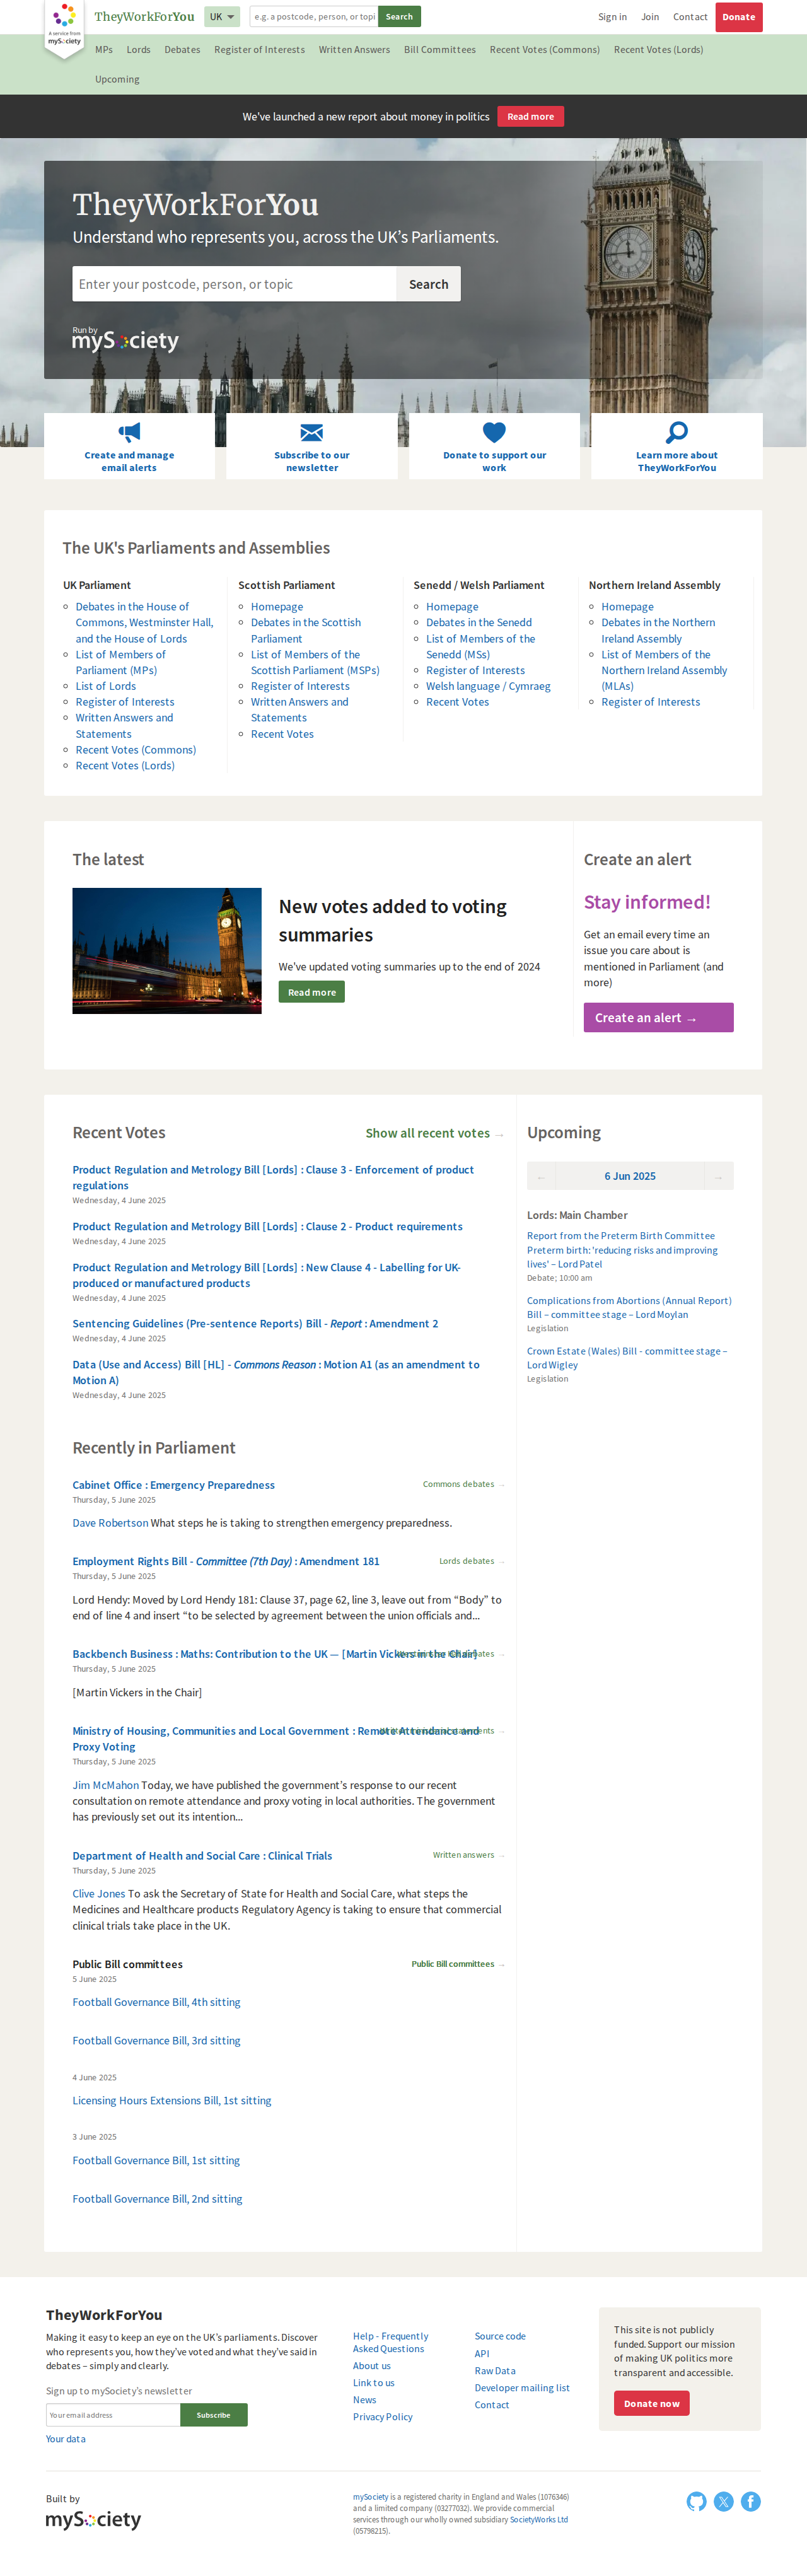 A service from
mySociety
TheyWorkForYou
UK
e.g. a postcode, person, or topi
Search
Sign in
Join
Contact
Donate
MPs
Lords
Debates
Register of Interests
Written Answers
Bill Committees
Recent Votes (Commons)
Recent Votes (Lords)
Upcoming
We've launched a new report about money in politics
Read more
TheyWorkForYou
Understand who represents you, across the UK's Parliaments.
Enter your postcode, person, or topic
Search
Run by
mySociety
Create and manage
email alerts
Subscribe to our
newsletter
Donate to support our
work
Learn more about
TheyWorkForYou
The UK's Parliaments and Assemblies
UK Parliament
Debates in the House of
Commons, Westminster Hall,
and the House of Lords
List of Members of
Parliament (MPs)
List of Lords
Register of Interests
Written Answers and
Statements
Recent Votes (Commons)
Recent Votes (Lords)
Scottish Parliament
Homepage
Debates in the Scottish
Parliament
List of Members of the
Scottish Parliament (MSPs)
Register of Interests
Written Answers and
Statements
Recent Votes
Senedd / Welsh Parliament
Homepage
Debates in the Senedd
List of Members of the
Senedd (MSs)
Register of Interests
Welsh language / Cymraeg
Recent Votes
Northern Ireland Assembly
Homepage
Debates in the Northern
Ireland Assembly
List of Members of the
Northern Ireland Assembly
(MLAs)
Register of Interests
The latest
New votes added to voting
summaries
We've updated voting summaries up to the end of 2024
Read more
Create an alert
Stay informed!
Get an email every time an
issue you care about is
mentioned in Parliament (and
more)
Create an alert →
Recent Votes
Show all recent votes →
Product Regulation and Metrology Bill [Lords] : Clause 3 - Enforcement of product
regulations
Wednesday, 4 June 2025
Product Regulation and Metrology Bill [Lords] : Clause 2 - Product requirements
Wednesday, 4 June 2025
Product Regulation and Metrology Bill [Lords] : New Clause 4 - Labelling for UK-
produced or manufactured products
Wednesday, 4 June 2025
Sentencing Guidelines (Pre-sentence Reports) Bill - Report : Amendment 2
Wednesday, 4 June 2025
Data (Use and Access) Bill [HL] - Commons Reason : Motion A1 (as an amendment to
Motion A)
Wednesday, 4 June 2025
Upcoming
←
6 Jun 2025
→
Lords: Main Chamber
Report from the Preterm Birth Committee
Preterm birth: 'reducing risks and improving
lives' – Lord Patel
Debate; 10:00 am
Complications from Abortions (Annual Report)
Bill – committee stage – Lord Moylan
Legislation
Crown Estate (Wales) Bill - committee stage –
Lord Wigley
Legislation
Recently in Parliament
Cabinet Office : Emergency Preparedness
Commons debates →
Thursday, 5 June 2025
Dave Robertson What steps he is taking to strengthen emergency preparedness.
Employment Rights Bill - Committee (7th Day) : Amendment 181
Lords debates →
Thursday, 5 June 2025
Lord Hendy: Moved by Lord Hendy 181: Clause 37, page 62, line 3, leave out from “Body” to
end of line 4 and insert “to be selected by agreement between the union officials and...
Backbench Business : Maths: Contribution to the UK — [Martin Vickers in the Chair]
Westminster Hall debates →
Thursday, 5 June 2025
[Martin Vickers in the Chair]
Ministry of Housing, Communities and Local Government : Remote Attendance and
Proxy Voting
Written ministerial statements →
Thursday, 5 June 2025
Jim McMahon Today, we have published the government's response to our recent
consultation on remote attendance and proxy voting in local authorities. The government
has previously set out its intention...
Department of Health and Social Care : Clinical Trials
Written answers →
Thursday, 5 June 2025
Clive Jones To ask the Secretary of State for Health and Social Care, what steps the
Medicines and Healthcare products Regulatory Agency is taking to ensure that commercial
clinical trials take place in the UK.
Public Bill committees
Public Bill committees →
5 June 2025
Football Governance Bill, 4th sitting
Football Governance Bill, 3rd sitting
4 June 2025
Licensing Hours Extensions Bill, 1st sitting
3 June 2025
Football Governance Bill, 1st sitting
Football Governance Bill, 2nd sitting
TheyWorkForYou
Making it easy to keep an eye on the UK's parliaments. Discover
who represents you, how they've voted and what they've said in
debates – simply and clearly.
Sign up to mySociety's newsletter
Your email address
Subscribe
Your data
Help - Frequently
Asked Questions
About us
Link to us
News
Privacy Policy
Source code
API
Raw Data
Developer mailing list
Contact
This site is not publicly
funded. Support our mission
of making UK politics more
transparent and accessible.
Donate now
Built by
mySociety
mySociety is a registered charity in England and Wales (1076346)
and a limited company (03277032). We provide commercial
services through our wholly owned subsidiary SocietyWorks Ltd
(05798215).